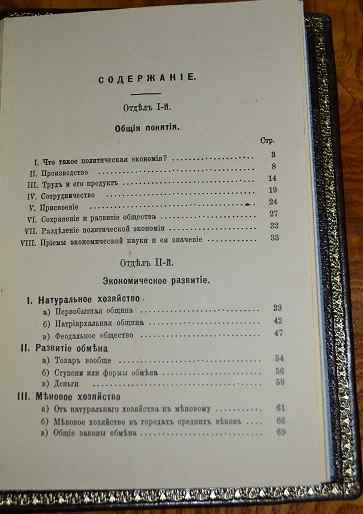 СОДЕРЖАНІЕ.
Отдѣлъ I-й.
Общія понятія.
Стр.
I. Что такое политическая экономія? 3
II. Производство 8
III. Трудъ и его продуктъ 14
IV. Сотрудничество 19
V. Присвоеніе 24
VI. Сохраненіе и развитіе общества 27
VII. Раздѣленіе политической экономіи 32
VIII. Пріемы экономической науки и ея значеніе 33
Отдѣлъ II-й.
Экономическое развитіе.
I. Натуральное хозяйство
а) Первобытная община 39
б) Патріархальная община 42
в) Феодальное общество 47
II. Развитіе обмѣна
а) Товаръ вообще 54
б) Ступени или формы обмѣна 56
в) Деньги 59
III. Мѣновое хозяйство
а) Отъ натуральнаго хозяйства къ мѣновому 61
б) Мѣновое хозяйство въ городахъ среднихъ вѣковъ 66
в) Общіе законы обмѣна 69